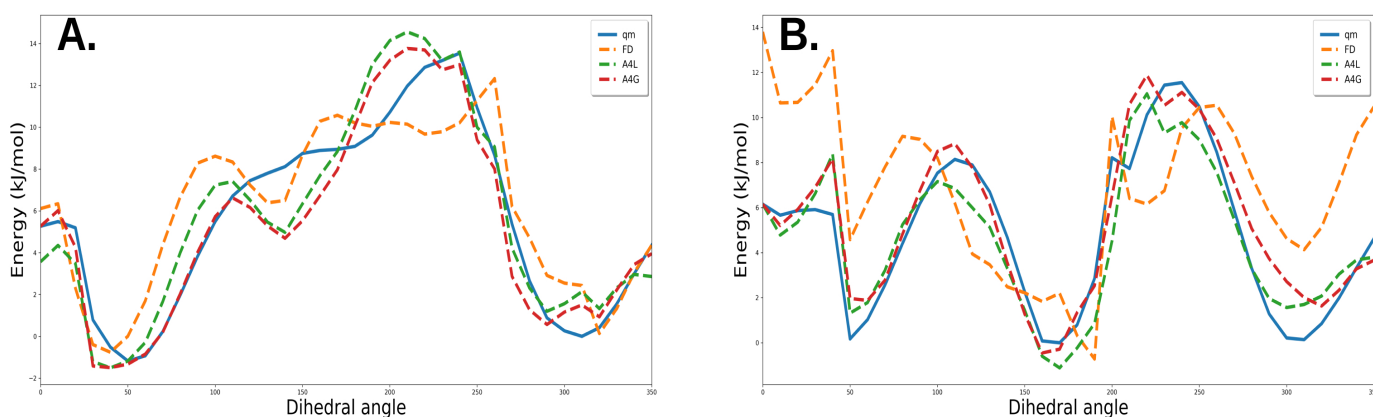 A.
qm
FD
A4L
A4G
Energy (kJ/mol)
14
12
10
8
6
4
2
0
−2
0 50 100 150 200 250 300 350
Dihedral angle
B.
qm
FD
A4L
A4G
Energy (kJ/mol)
14
12
10
8
6
4
2
0
0 50 100 150 200 250 300 35
Dihedral angle